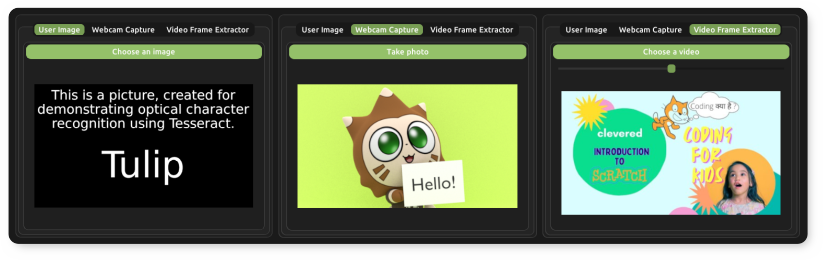 User Image Webcam Capture Video Frame Extractor
Choose an image
This is a picture, created for
demonstrating optical character
recognition using Tesseract.
Tulip
User Image Webcam Capture Video Frame Extractor
Take photo
Hello!
User Image Webcam Capture Video Frame Extractor
Choose a video
Coding क्या है ?
clevered
INTRODUCTION
TO
SCRATCH
CODING
FOR
KIDS